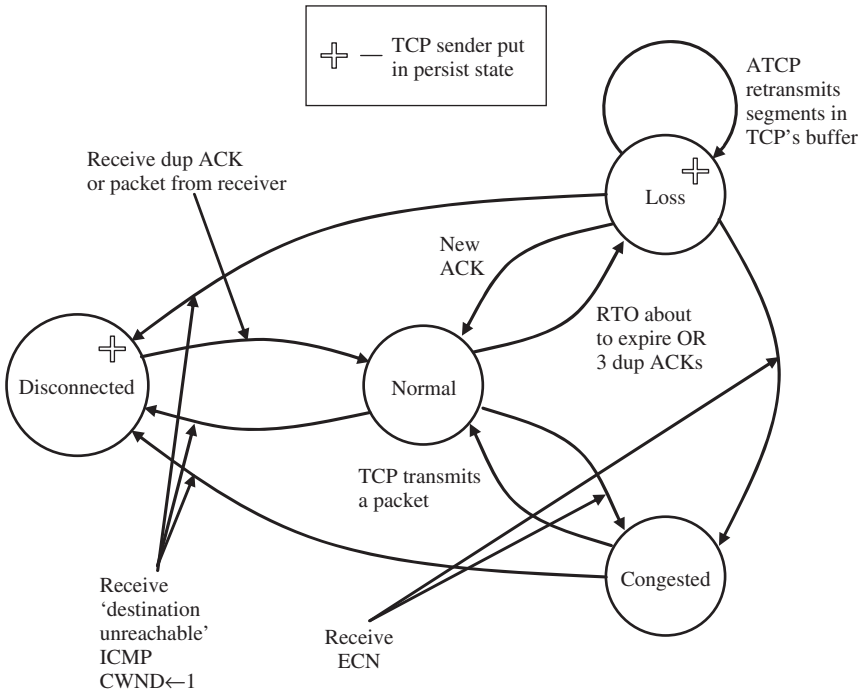 — TCP sender put
in persist state
ATCP
retransmits
segments in
TCP's buffer
Receive dup ACK
or packet from receiver
Loss
New
ACK
RTO about
to expire OR
3 dup ACKs
Disconnected
Normal
TCP transmits
a packet
Congested
Receive
‘destination
unreachable’
ICMP
CWND←1
Receive
ECN